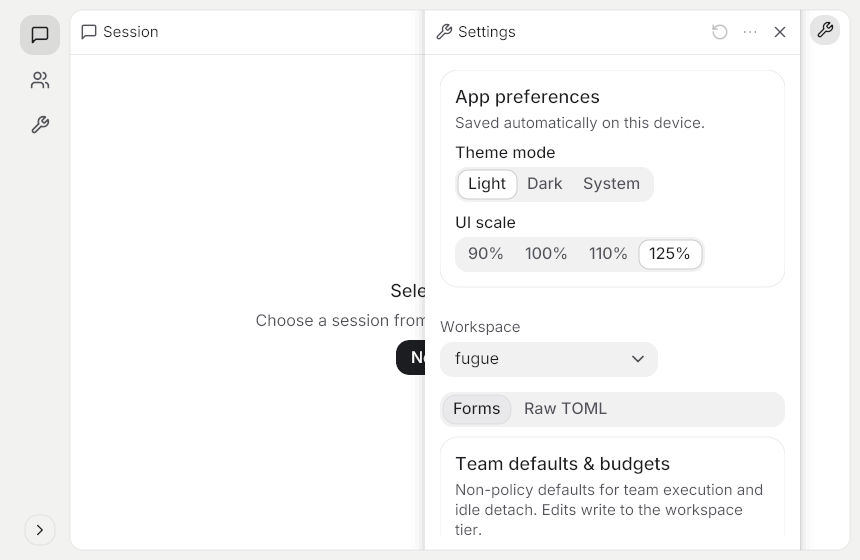 Session
Settings
App preferences
Saved automatically on this device.
Theme mode
Light Dark System
UI scale
90% 100% 110% 125%
Sele
Choose a session from
Workspace
fugue
Forms Raw TOML
Team defaults & budgets
Non-policy defaults for team execution and
idle detach. Edits write to the workspace
tier.